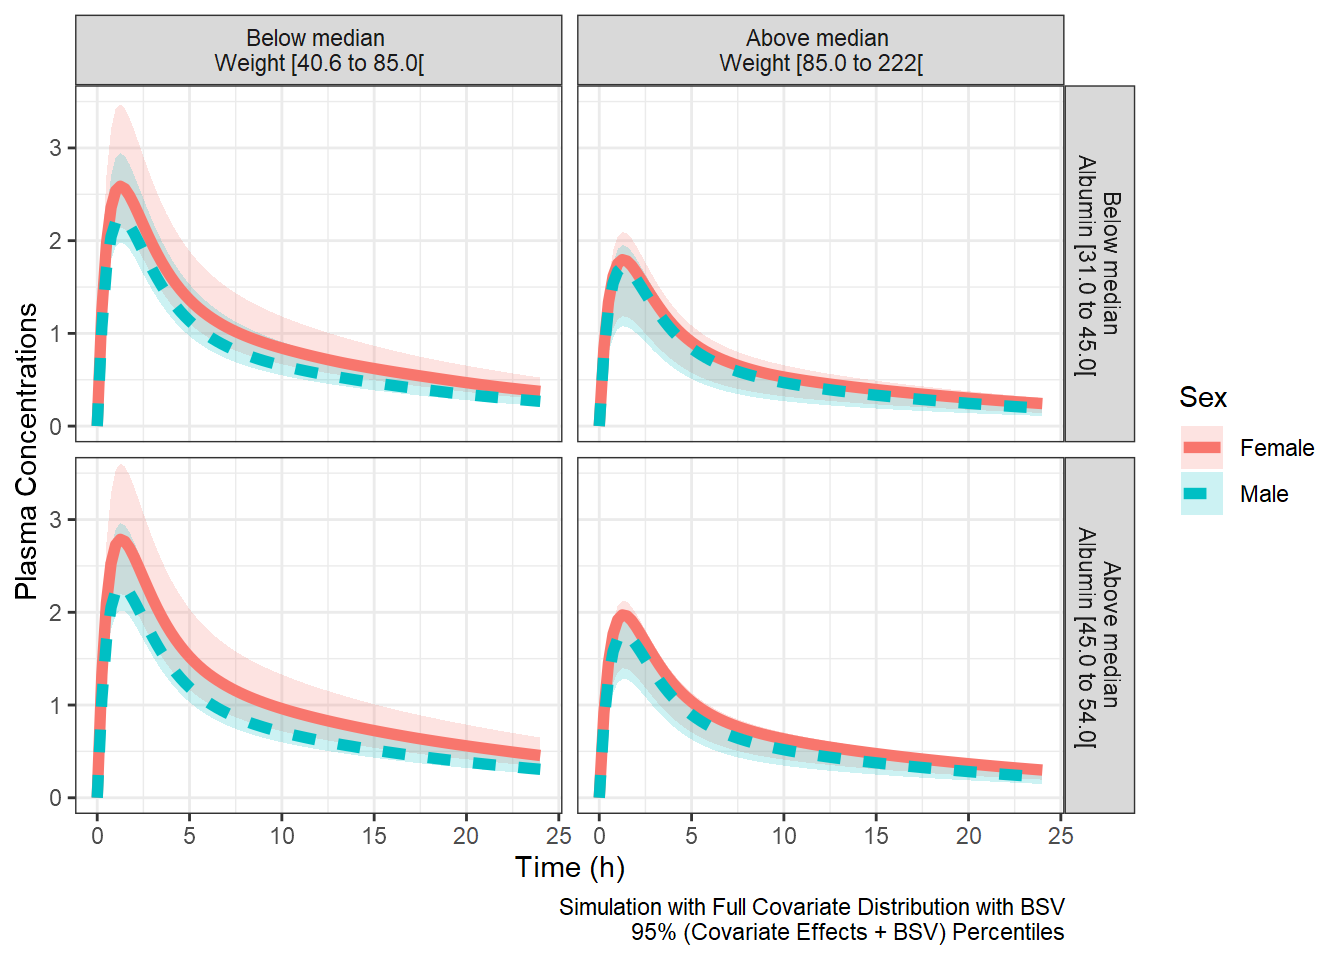 Below median
Weight [40.6 to 85.0[
Above median
Weight [85.0 to 222[
Below median
Albumin [31.0 to 45.0[
Above median
Albumin [45.0 to 54.0[
Plasma Concentrations
3
2
1
0
3
2
1
0
0 5 10 15 20 25
0 5 10 15 20 25
Time (h)
Sex
Female
Male
Simulation with Full Covariate Distribution with BSV
95% (Covariate Effects + BSV) Percentiles